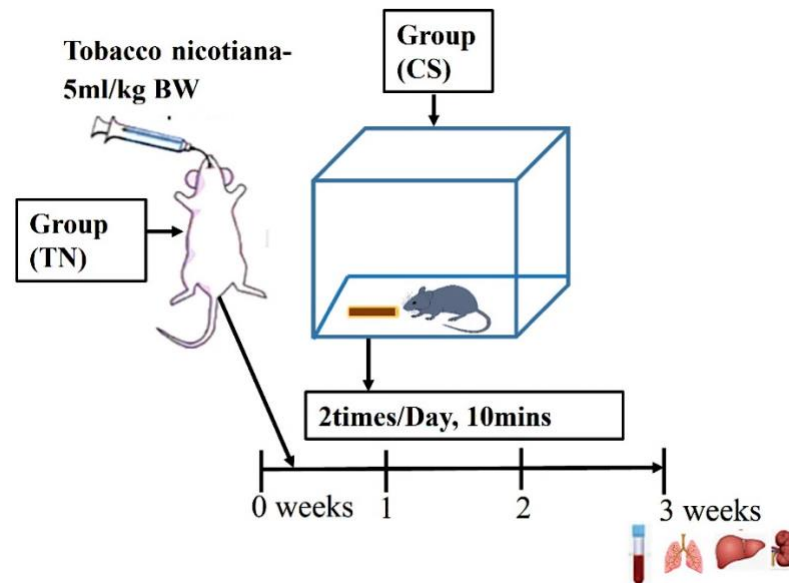 Tobacco nicotiana-
5ml/kg BW
Group
(CS)
Group
(TN)
2times/Day, 10mins
0 weeks 1 2 3 weeks